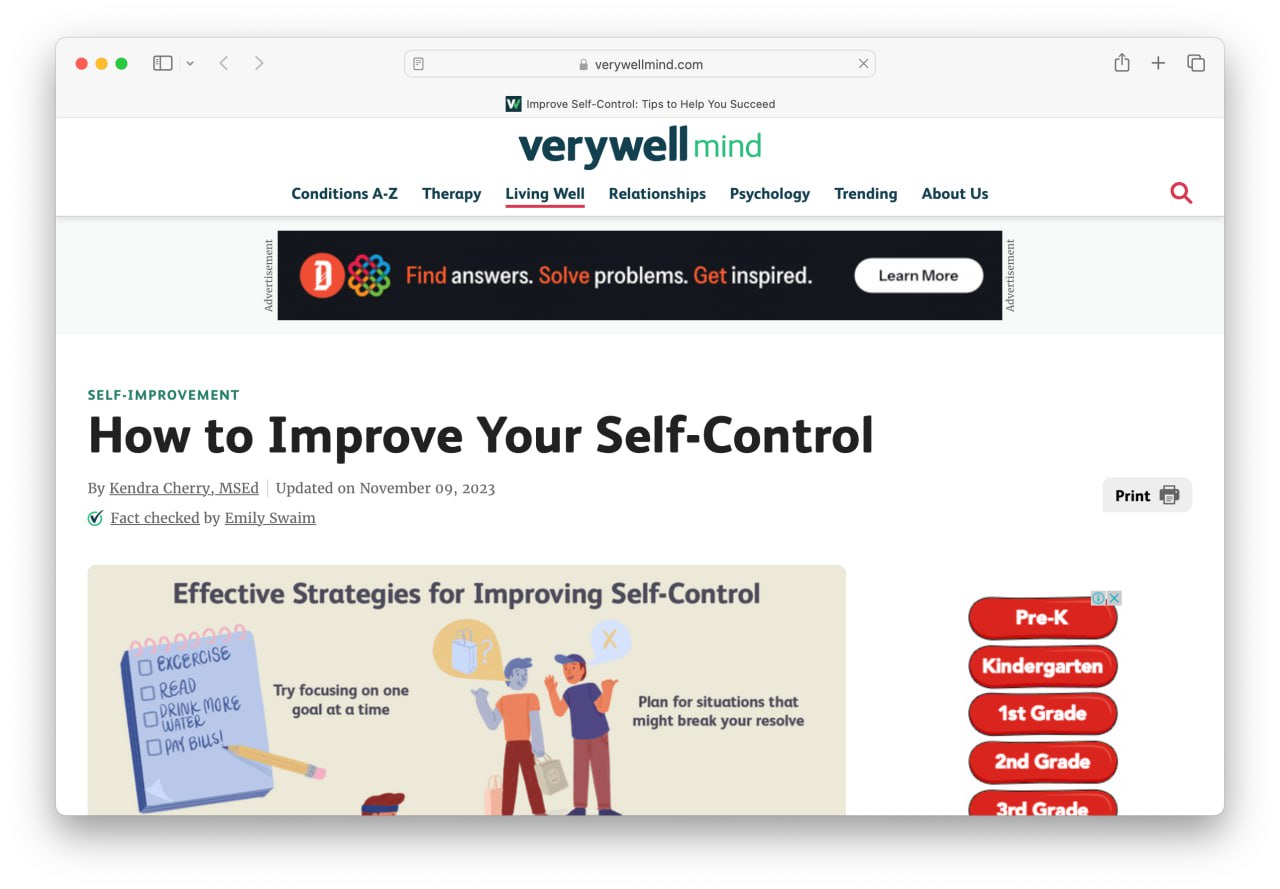 verywellmind.com
Improve Self-Control: Tips to Help You Succeed
verywell mind
Conditions A-Z Therapy Living Well Relationships Psychology Trending About Us
Advertisement
Find answers. Solve problems. Get inspired.
Learn More
Advertisement
SELF-IMPROVEMENT
How to Improve Your Self-Control
By Kendra Cherry, MSEd Updated on November 09, 2023
Print
Fact checked by Emily Swaim
Effective Strategies for Improving Self-Control
EXCERCISE
READ
DRINK MORE
WATER
PAY BILLS!
Try focusing on one
goal at a time
?
X
Plan for situations that
might break your resolve
Pre-K
Kindergarten
1st Grade
2nd Grade
3rd Grade